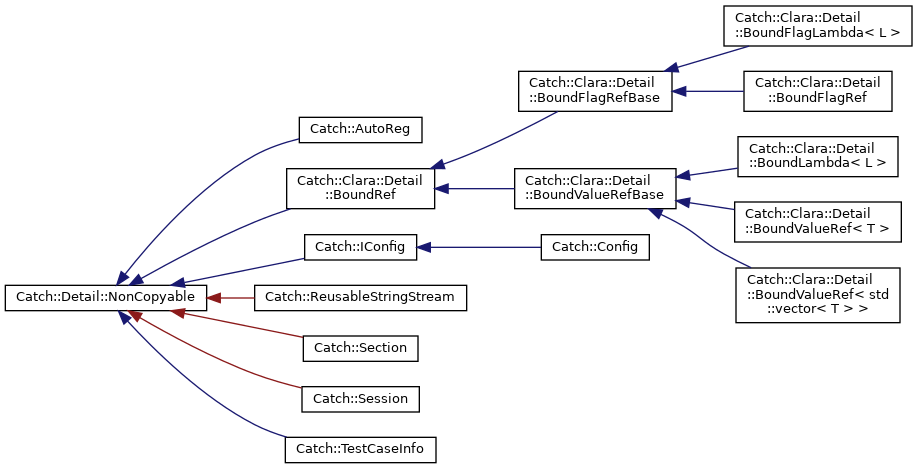 Catch::Clara::Detail
::BoundFlagLambda< L >
Catch::Clara::Detail
::BoundFlagRefBase
Catch::Clara::Detail
::BoundFlagRef
Catch::AutoReg
Catch::Clara::Detail
::BoundLambda< L >
Catch::Clara::Detail
::BoundRef
Catch::Clara::Detail
::BoundValueRefBase
Catch::Clara::Detail
::BoundValueRef< T >
Catch::IConfig
Catch::Config
Catch::Clara::Detail
::BoundValueRef< std
::vector< T > >
Catch::Detail::NonCopyable
Catch::ReusableStringStream
Catch::Section
Catch::Session
Catch::TestCaseInfo